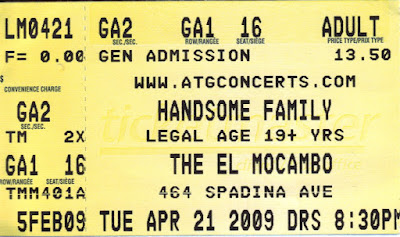 LM0421 GA2 GA1 16 ADULT
SEC./SEC. ROW/RANGÉE SEAT/SIÈGE PRICE TYPE/PRIX TYPE
F= 0.00 GEN ADMISSION 13.50
$ CONVENIENCE CHARGE
WWW.ATGCONCERTS.COM
GA2 HANDSOME FAMILY
SEC./SEC.
TM 2X LEGAL AGE 19+ YRS
GA1 16 THE EL MOCAMBO
ROW/RANGÉE SEAT/SIÈGE
TMM401A 464 SPADINA AVE
5FEB09 TUE APR 21 2009 DRS 8:30PM